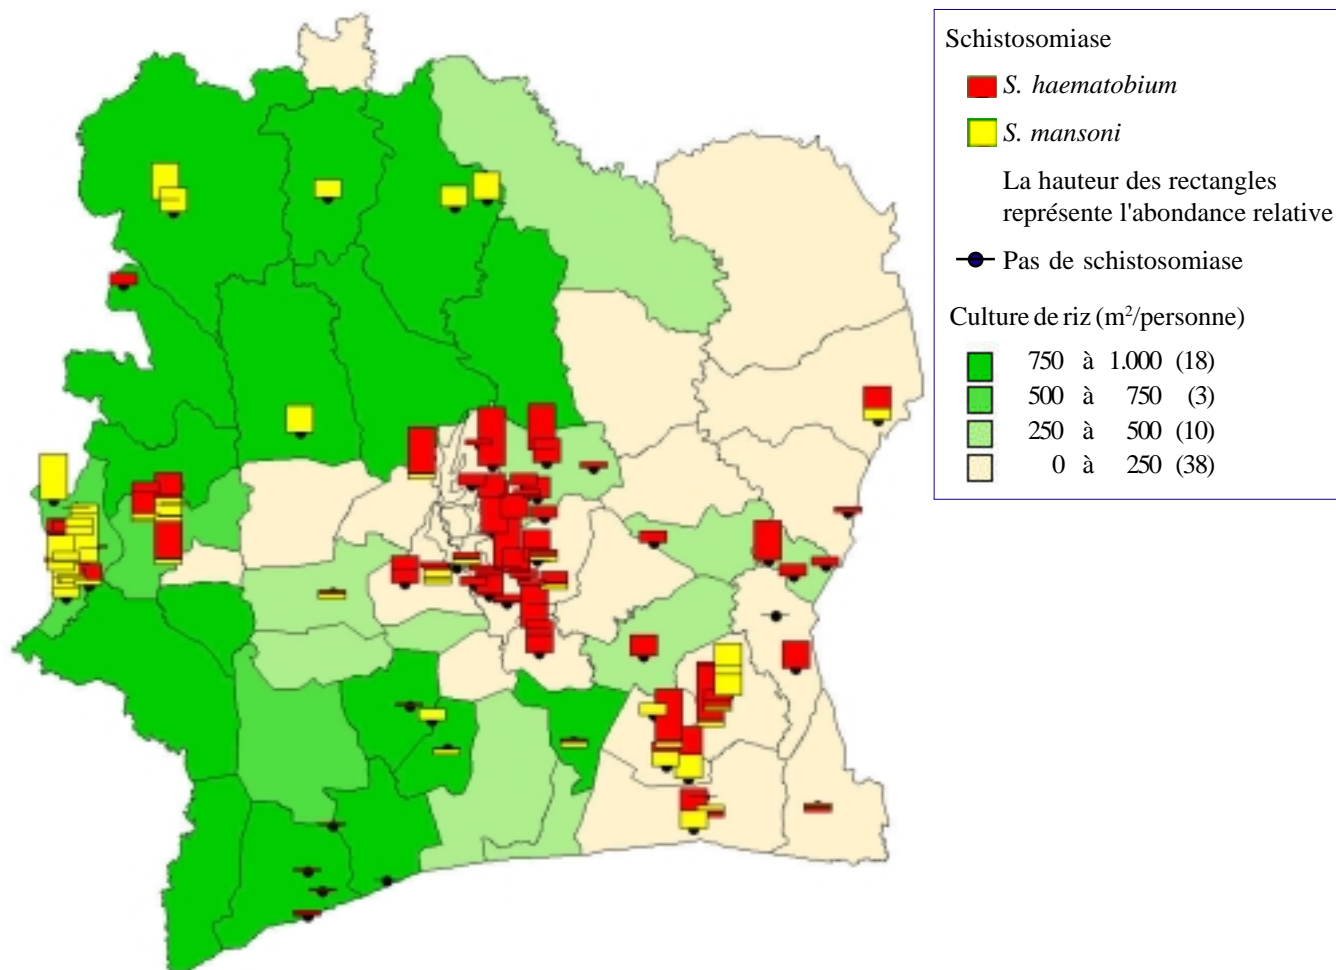 Schistosomiase
S. haematobium
S. mansoni
La hauteur des rectangles
représente l'abondance relative
Pas de schistosomiase
Culture de riz (m²/personne)
750 à 1.000 (18)
500 à 750 (3)
250 à 500 (10)
0 à 250 (38)